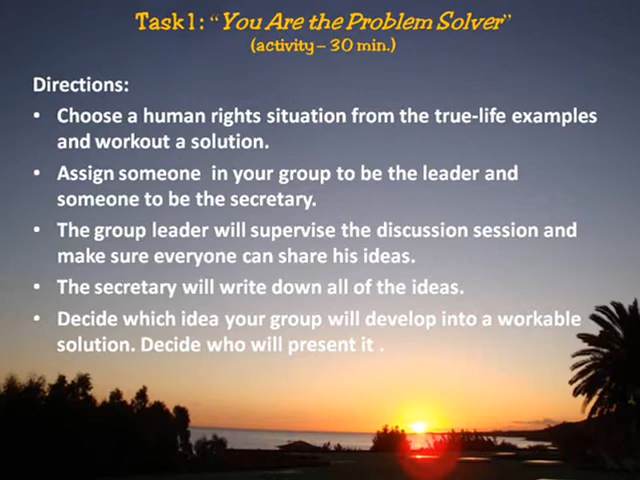 Task1: “You Are the Problem Solver”
(activity – 30 min.)
Directions:
• Choose a human rights situation from the true-life examples
and workout a solution.
• Assign someone in your group to be the leader and
someone to be the secretary.
• The group leader will supervise the discussion session and
make sure everyone can share his ideas.
• The secretary will write down all of the ideas.
• Decide which idea your group will develop into a workable
solution. Decide who will present it .